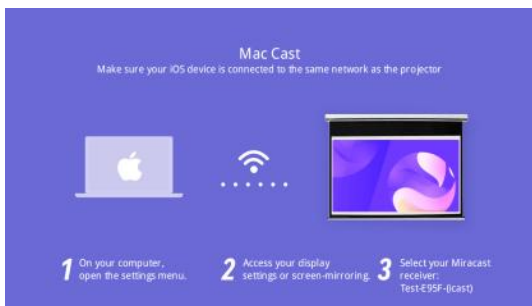 Mac Cast
Make sure your iOS device is connected to the same network as the projector
1 On your computer,
open the settings menu.
2 Access your display
settings or screen-mirroring.
3 Select your Miracast
receiver:
Test-E95F-(icast)